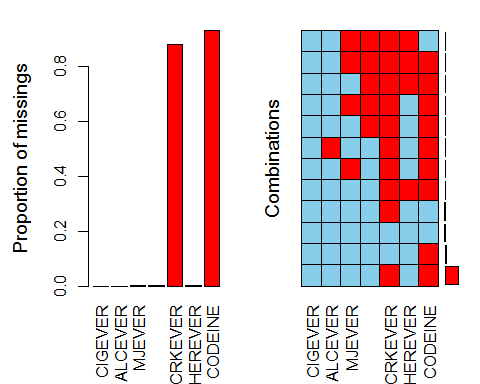 Proportion of missings
0.8
0.6
0.4
0.2
0.0
CIGEVER
ALCEVER
MJEVER
CRKEVER
HEREVER
CODEINE
Combinations
CIGEVER
ALCEVER
MJEVER
CRKEVER
HEREVER
CODEINE